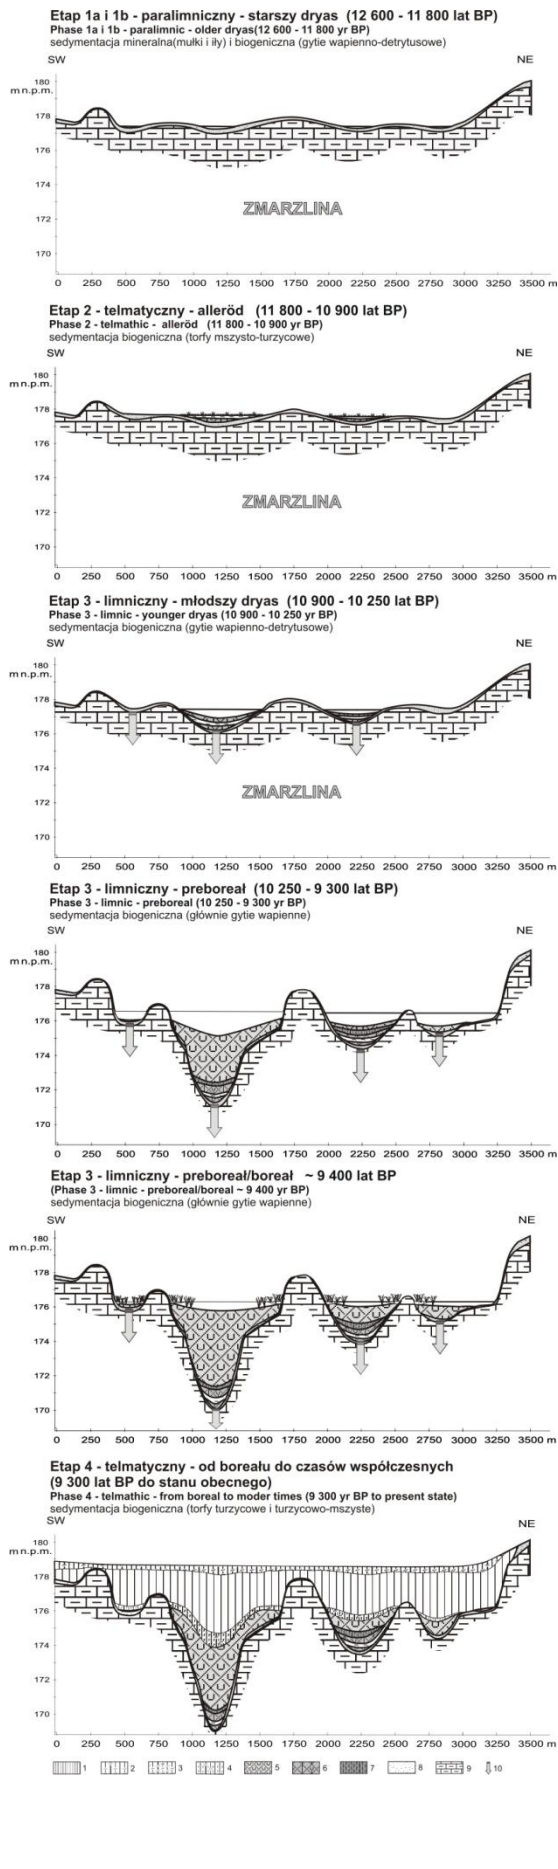 Etap 1a i 1b - paralimniczny - starszy dryas (12 600 - 11 800 lat BP)
Phase 1a i 1b - paralimnic - older dryas(12 600 - 11 800 yr BP)
sedymentacja mineralna(mułki i iły) i biogeniczna (gytie wapienno-detrytusowe)
SW NE
180
m n.p.m.
178
176
174
ZMARZLINA
172
170
0 250 500 750 1000 1250 1500 1750 2000 2250 2500 2750 3000 3250 3500 m
Etap 2 - telmatyczny - alleröd (11 800 - 10 900 lat BP)
Phase 2 - telmathic - alleröd (11 800 - 10 900 yr BP)
sedymentacja biogeniczna (torfy mszysto-turzycowe)
SW NE
180
m n.p.m.
178
176
174
ZMARZLINA
172
170
0 250 500 750 1000 1250 1500 1750 2000 2250 2500 2750 3000 3250 3500 m
Etap 3 - limniczny - młodszy dryas (10 900 - 10 250 lat BP)
Phase 3 - limnic - younger dryas (10 900 - 10 250 yr BP)
sedymentacja biogeniczna (gytie wapienno-detrytusowe)
SW NE
180
m n.p.m.
178
176
174
ZMARZLINA
172
170
0 250 500 750 1000 1250 1500 1750 2000 2250 2500 2750 3000 3250 3500 m
Etap 3 - limniczny - preboreał (10 250 - 9 300 lat BP)
Phase 3 - limnic - preboreal (10 250 - 9 300 yr BP)
sedymentacja biogeniczna (głównie gytie wapienne)
SW NE
180
m n.p.m.
178
176
174
172
170
0 250 500 750 1000 1250 1500 1750 2000 2250 2500 2750 3000 3250 3500 m
Etap 3 - limniczny - preboreał/boreał ~ 9 400 lat BP
(Phase 3 - limnic - preboreal/boreal ~ 9 400 yr BP)
sedymentacja biogeniczna (głównie gytie wapienne)
SW NE
180
m n.p.m.
178
176
174
172
170
0 250 500 750 1000 1250 1500 1750 2000 2250 2500 2750 3000 3250 3500 m
Etap 4 - telmatyczny - od boreału do czasów współczesnych
(9 300 lat BP do stanu obecnego)
Phase 4 - telmathic - from boreal to moder times (9 300 yr BP to present state)
sedymentacja biogeniczna (torfy turzycowe i turzycowo-mszyste)
SW NE
180
m n.p.m.
178
176
174
172
170
0 250 500 750 1000 1250 1500 1750 2000 2250 2500 2750 3000 3250 3500 m
1 2 3 4 5 6 7 8 9 10